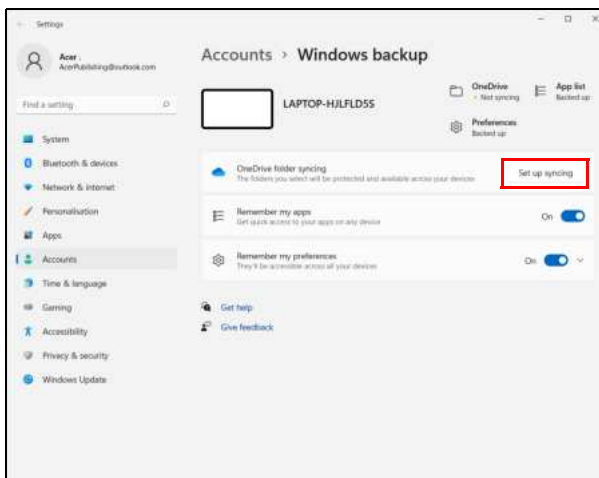 Settings
Acer .
AcerPublishing@outlook.com
Find a setting
System
Bluetooth & devices
Network & internet
Personalisation
Apps
Accounts
Time & language
Gaming
Accessibility
Privacy & security
Windows Update
Accounts > Windows backup
LAPTOP-HJLFLD5S
OneDrive
Not syncing
App list
Backed up
Preferences
Backed up
OneDrive folder syncing
The folders you select will be protected and available across your devices
Set up syncing
Remember my apps
Get quick access to your apps on any device
On
Remember my preferences
They'll be accessible across all your devices
On
Get help
Give feedback